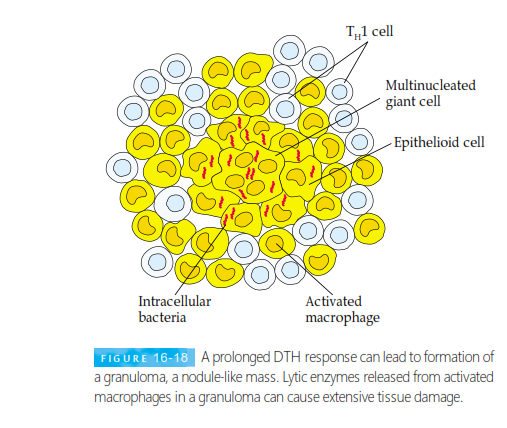 T_H1 cell
Multinucleated
giant cell
Epithelioid cell
Intracellular
bacteria
Activated
macrophage
FIGURE 16-18 A prolonged DTH response can lead to formation of
a granuloma, a nodule-like mass. Lytic enzymes released from activated
macrophages in a granuloma can cause extensive tissue damage.